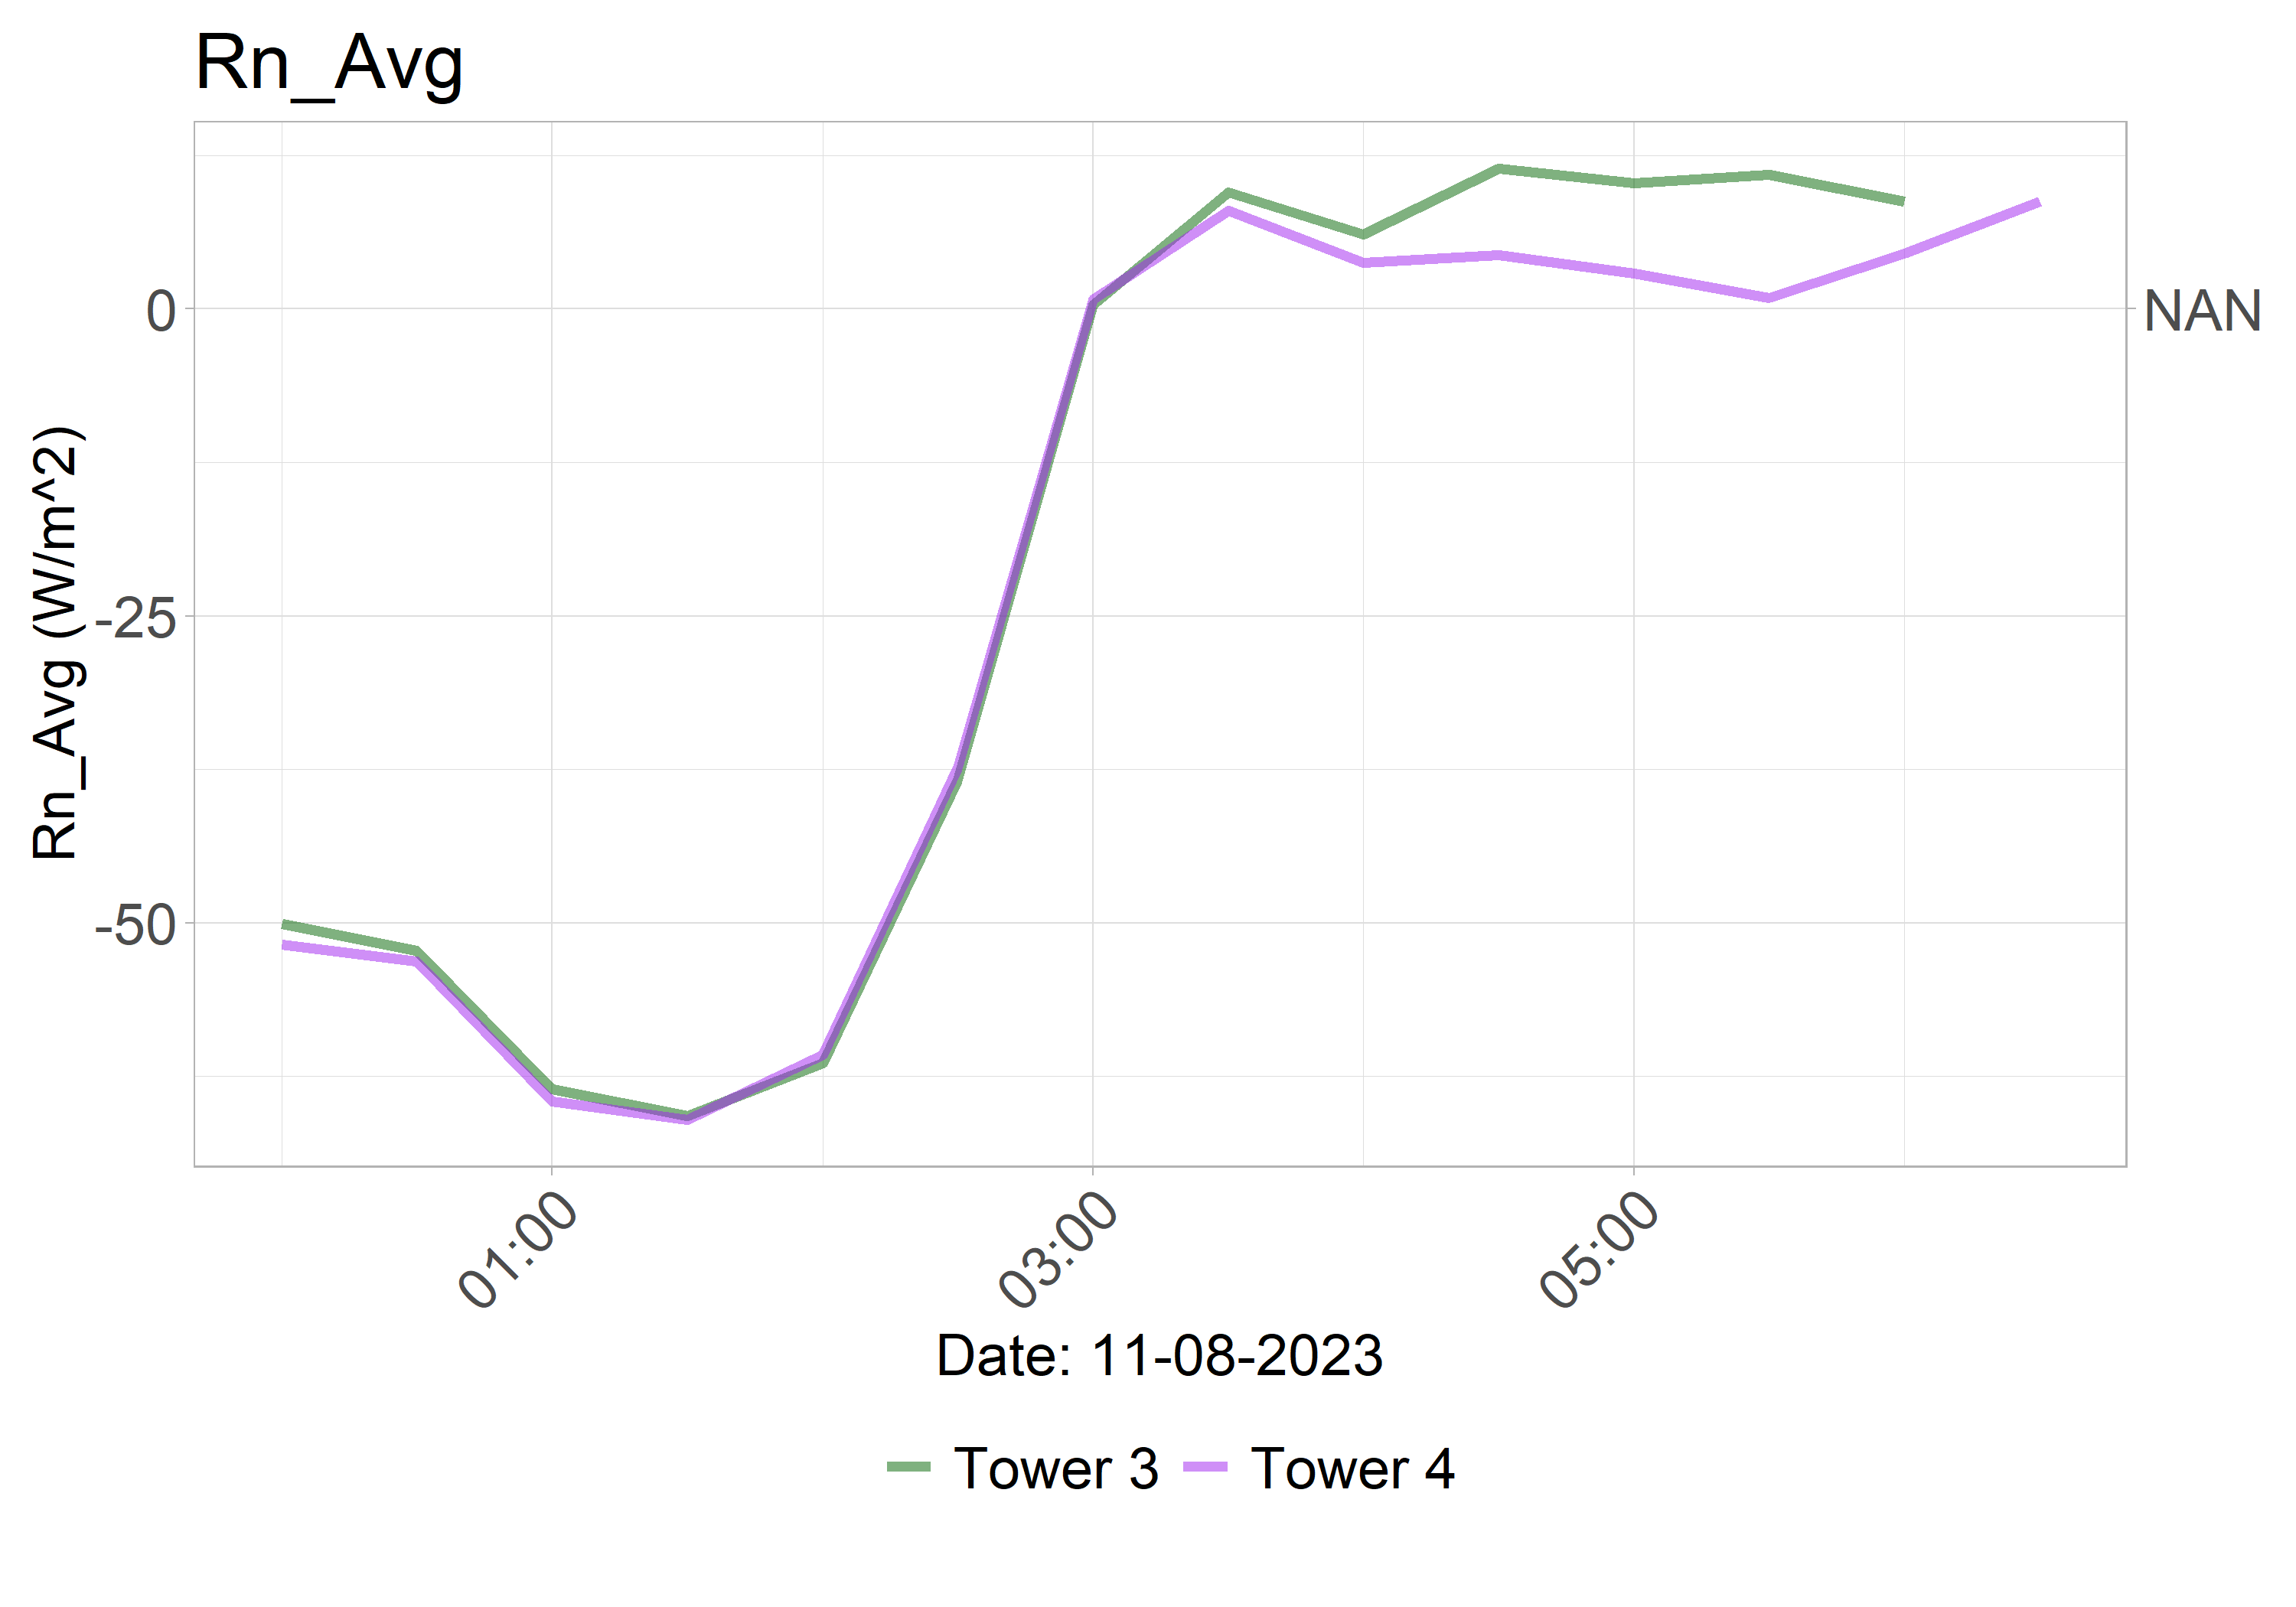 Rn_Avg
Rn_Avg (W/m^2)
0
-25
-50
NAN
01:00
03:00
05:00
Date: 11-08-2023
Tower 3
Tower 4